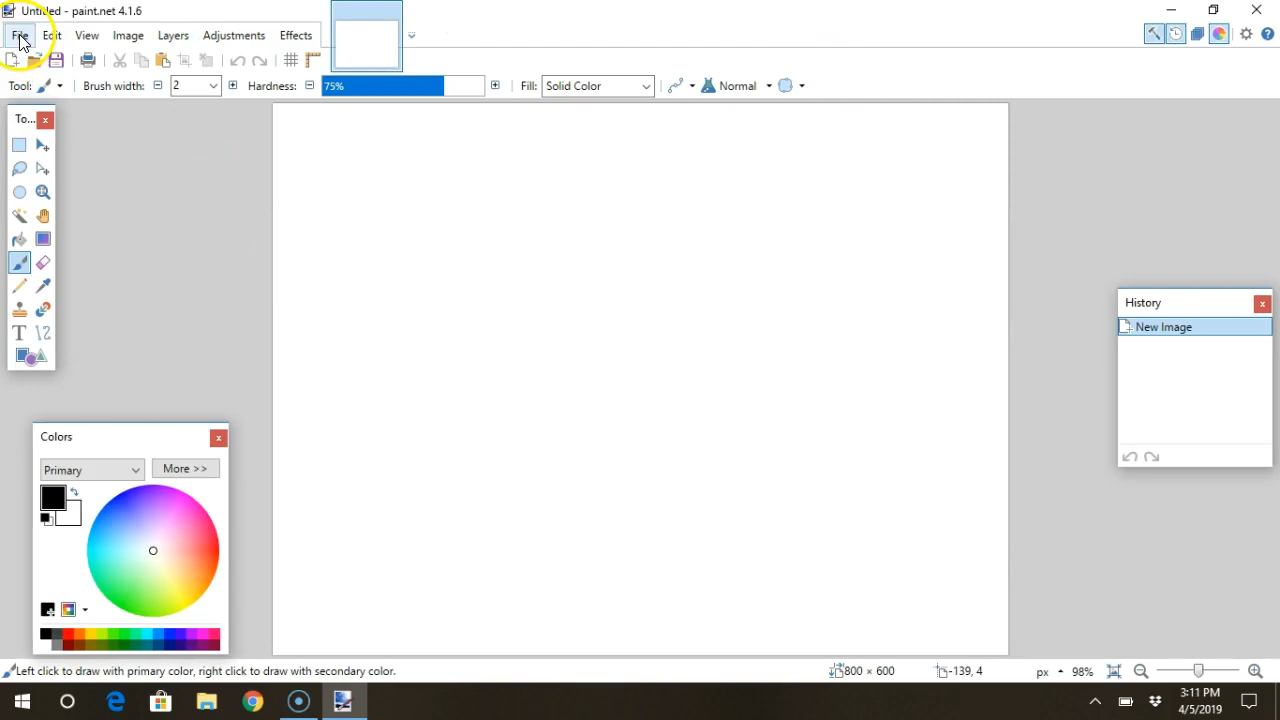 Untitled - paint.net 4.1.6
File Edit View Image Layers Adjustments Effects
Tool: Brush width: 2 Hardness: 75% Fill: Solid Color Normal
To...
History
New Image
Colors
Primary More >>
Left click to draw with primary color, right click to draw with secondary color. 800 × 600 -139, 4 px 98%
3:11 PM
4/5/2019